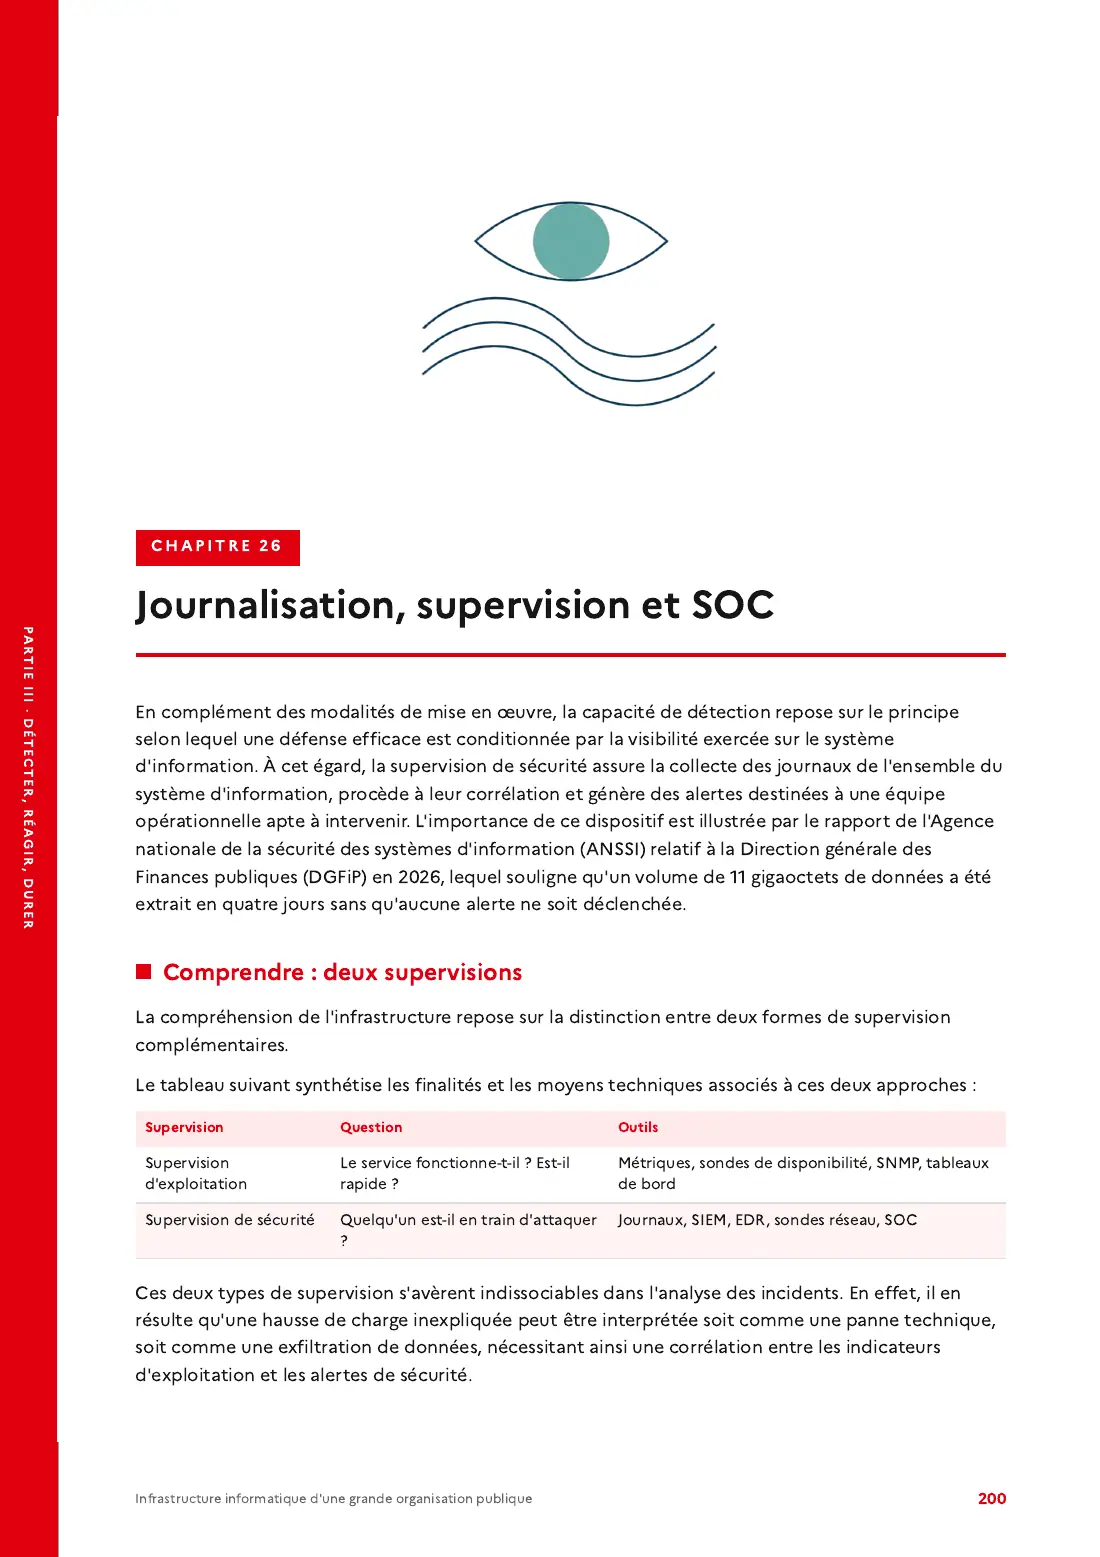 PARTIE III · DÉTECTER, RÉAGIR, DURER
CHAPITRE 26
Journalisation, supervision et SOC
En complément des modalités de mise en œuvre, la capacité de détection repose sur le principe
selon lequel une défense efficace est conditionnée par la visibilité exercée sur le système
d'information. À cet égard, la supervision de sécurité assure la collecte des journaux de l'ensemble du
système d'information, procède à leur corrélation et génère des alertes destinées à une équipe
opérationnelle apte à intervenir. L'importance de ce dispositif est illustrée par le rapport de l'Agence
nationale de la sécurité des systèmes d'information (ANSSI) relatif à la Direction générale des
Finances publiques (DGFiP) en 2026, lequel souligne qu'un volume de 11 gigaoctets de données a été
extrait en quatre jours sans qu'aucune alerte ne soit déclenchée.
Comprendre : deux supervisions
La compréhension de l'infrastructure repose sur la distinction entre deux formes de supervision
complémentaires.
Le tableau suivant synthétise les finalités et les moyens techniques associés à ces deux approches :
Supervision Question Outils
Supervision d'exploitation Le service fonctionne-t-il ? Est-il rapide ? Métriques, sondes de disponibilité, SNMP, tableaux de bord
Supervision de sécurité Quelqu'un est-il en train d'attaquer ? Journaux, SIEM, EDR, sondes réseau, SOC
Ces deux types de supervision s'avèrent indissociables dans l'analyse des incidents. En effet, il en
résulte qu'une hausse de charge inexpliquée peut être interprétée soit comme une panne technique,
soit comme une exfiltration de données, nécessitant ainsi une corrélation entre les indicateurs
d'exploitation et les alertes de sécurité.
Infrastructure informatique d'une grande organisation publique
200